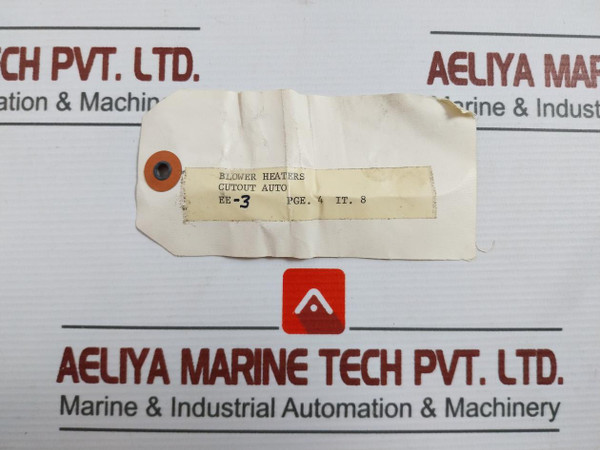 CH PVT. LTD.
ation & Machin
AELIYA MAR
arine & Indust
BLOWER HEATERS
CUTOUT AUTO
EE-3 PGE. 4 IT. 8
AELIYA MARINE TECH PVT. LTD.
Marine & Industrial Automation & Machinery